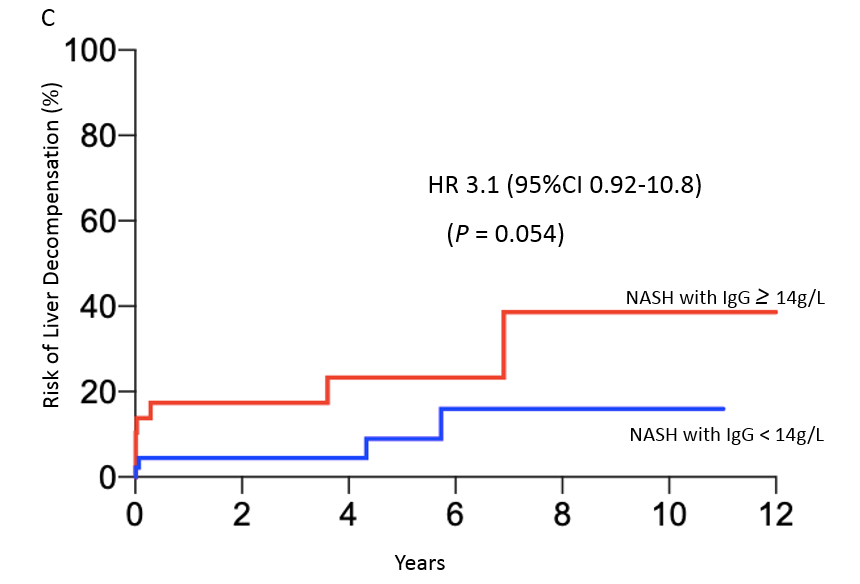 C
Risk of Liver Decompensation (%)
100
80
60
40
20
0
HR 3.1 (95%CI 0.92-10.8)
(P = 0.054)
NASH with IgG ≥ 14g/L
NASH with IgG < 14g/L
0 2 4 6 8 10 12
Years